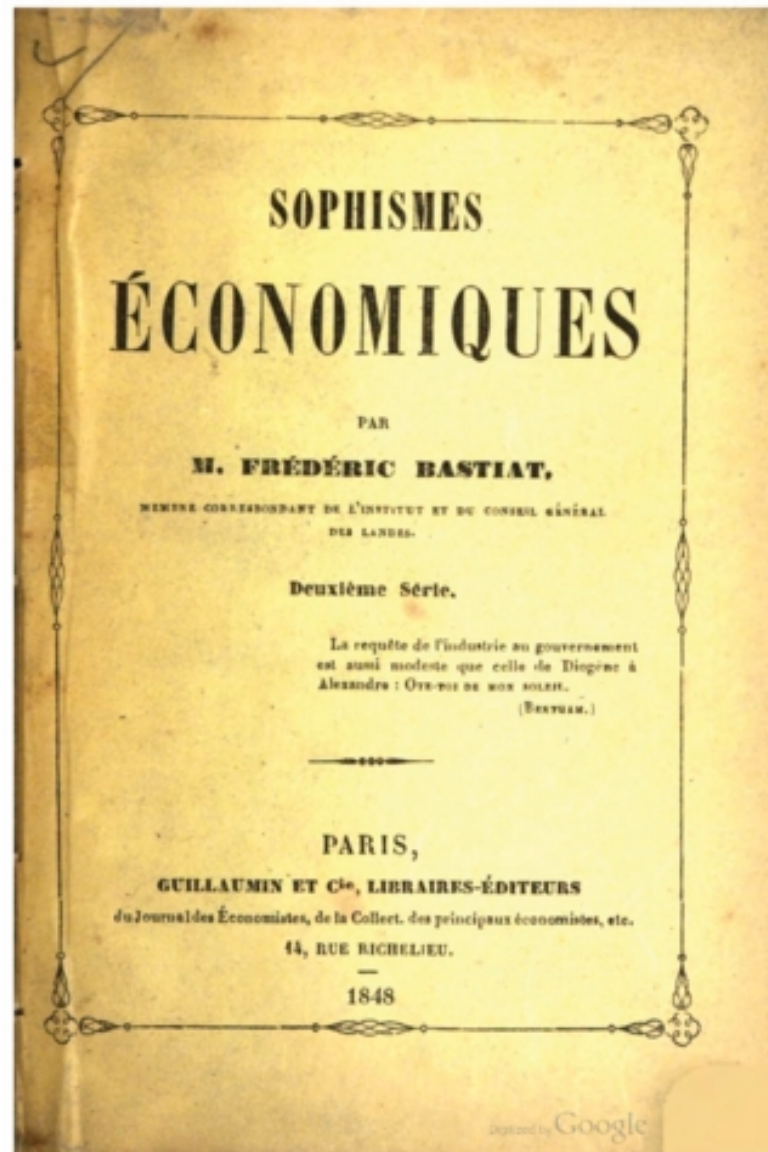 SOPHISMES
ÉCONOMIQUES
PAR
M. FRÉDÉRIC BASTIAT,
MEMBRE CORRESPONDANT DE L'INSTITUT ET DU CONSEIL GÉNÉRAL
DES LANDES.
Deuxième Série.
La requête de l'industrie au gouvernement
est aussi modeste que celle de Diogène à
Alexandre : OTE-TOI DE MON SOLEIL.
(BENTHAM.)
PARIS,
GUILLAUMIN ET Cie, LIBRAIRES-ÉDITEURS
du Journal des Économistes, de la Collect. des principaux économistes, etc.
14, RUE RICHELIEU.
1848
Digitized by Google